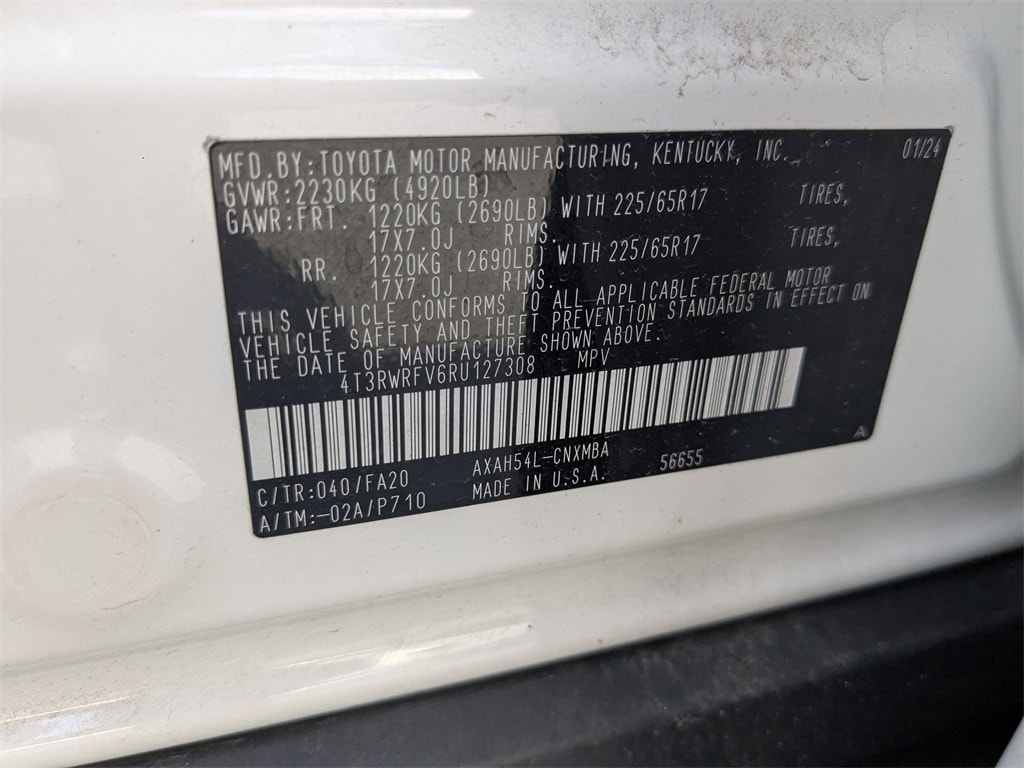 MFD.BY:TOYOTA MOTOR MANUFACTURING, KENTUCKY, INC. 01/24
GVWR:2230KG (4920LB)
GAWR:FRT. 1220KG (2690LB) WITH 225/65R17 TIRES,
17X7.0J RIMS.
RR. 1220KG (2690LB) WITH 225/65R17 TIRES,
17X7.0J RIMS.
THIS VEHICLE CONFORMS TO ALL APPLICABLE FEDERAL MOTOR
VEHICLE SAFETY AND THEFT PREVENTION STANDARDS IN EFFECT ON
THE DATE OF MANUFACTURE SHOWN ABOVE.
4T3RWRFV6RU127308 MPV
C/TR:040/FA20 AXAH54L-CNXMBA 56655 A
A/TM:-02A/P710 MADE IN U.S.A.